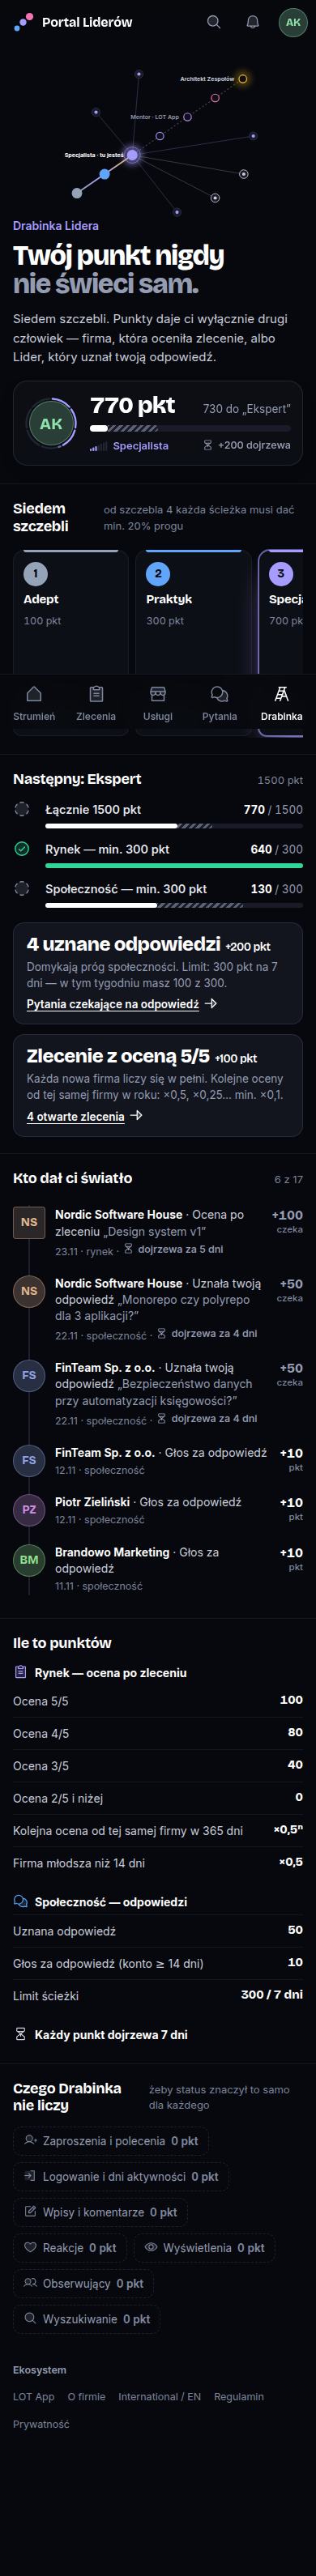 Portal Liderów
AK
Architekt Zespołów
Mentor · LOT App
Specjalista · tu jesteś
Drabinka Lidera
Twój punkt nigdy
nie świeci sam.
Siedem szczebli. Punkty daje ci wyłącznie drugi
człowiek — firma, która oceniła zlecenie, albo
Lider, który uznał twoją odpowiedź.
AK
770 pkt
730 do „Ekspert”
Specjalista
+200 dojrzewa
Siedem
szczebli
od szczebla 4 każda ścieżka musi dać
min. 20% progu
1
Adept
100 pkt
2
Praktyk
300 pkt
3
Specja
700 pk
Strumień
Zlecenia
Usługi
Pytania
Drabinka
Następny: Ekspert
1500 pkt
Łącznie 1500 pkt
770 / 1500
Rynek — min. 300 pkt
640 / 300
Społeczność — min. 300 pkt
130 / 300
4 uznane odpowiedzi +200 pkt
Domykają próg społeczności. Limit: 300 pkt na 7
dni — w tym tygodniu masz 100 z 300.
Pytania czekające na odpowiedź →
Zlecenie z oceną 5/5 +100 pkt
Każda nowa firma liczy się w pełni. Kolejne oceny
od tej samej firmy w roku: ×0,5, ×0,25… min. ×0,1.
4 otwarte zlecenia →
Kto dał ci światło
6 z 17
NS
Nordic Software House · Ocena po
zleceniu „Design system v1”
23.11 · rynek · dojrzewa za 5 dni
+100
czeka
NS
Nordic Software House · Uznała twoją
odpowiedź „Monorepo czy polyrepo
dla 3 aplikacji?”
22.11 · społeczność · dojrzewa za 4 dni
+50
czeka
FS
FinTeam Sp. z o.o. · Uznała twoją
odpowiedź „Bezpieczeństwo danych
przy automatyzacji księgowości?”
22.11 · społeczność · dojrzewa za 4 dni
+50
czeka
FS
FinTeam Sp. z o.o. · Głos za odpowiedź
12.11 · społeczność
+10
pkt
PZ
Piotr Zieliński · Głos za odpowiedź
12.11 · społeczność
+10
pkt
BM
Brandowo Marketing · Głos za
odpowiedź
11.11 · społeczność
+10
pkt
Ile to punktów
Rynek — ocena po zleceniu
Ocena 5/5
100
Ocena 4/5
80
Ocena 3/5
40
Ocena 2/5 i niżej
0
Kolejna ocena od tej samej firmy w 365 dni
×0,5ⁿ
Firma młodsza niż 14 dni
×0,5
Społeczność — odpowiedzi
Uznana odpowiedź
50
Głos za odpowiedź (konto ≥ 14 dni)
10
Limit ścieżki
300 / 7 dni
Każdy punkt dojrzewa 7 dni
Czego Drabinka
nie liczy
żeby status znaczył to samo
dla każdego
Zaproszenia i polecenia 0 pkt
Logowanie i dni aktywności 0 pkt
Wpisy i komentarze 0 pkt
Reakcje 0 pkt
Wyświetlenia 0 pkt
Obserwujący 0 pkt
Wyszukiwanie 0 pkt
Ekosystem
LOT App
O firmie
International / EN
Regulamin
Prywatność